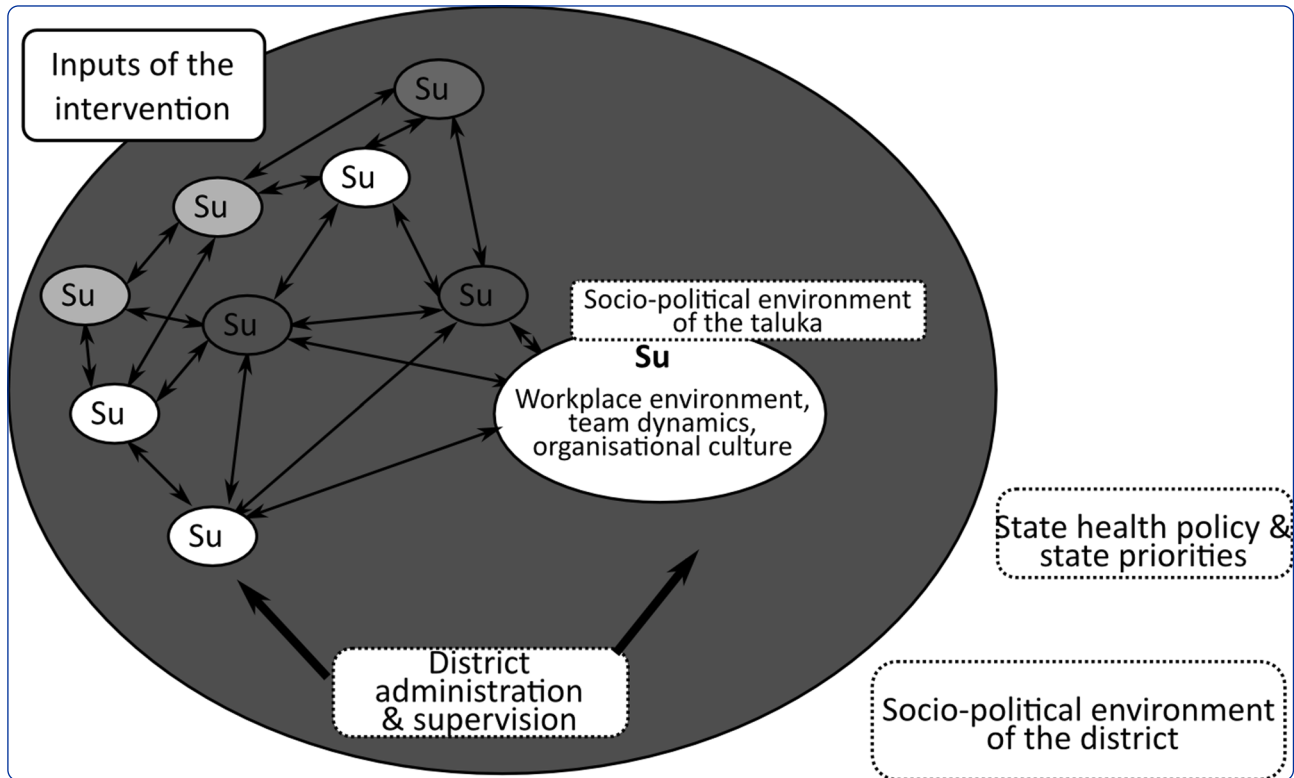 Inputs of the
intervention
Su
Su
Su
Su
Su
Su
Socio-political environment
of the taluka
Su
Workplace environment,
team dynamics,
organisational culture
Su
Su
State health policy &
state priorities
District
administration
& supervision
Socio-political environment
of the district